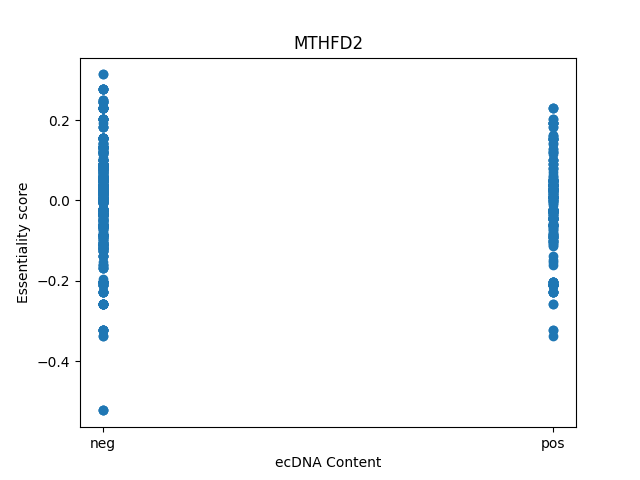 MTHFD2
Essentiality score
0.2
0.0
−0.2
−0.4
neg
pos
ecDNA Content